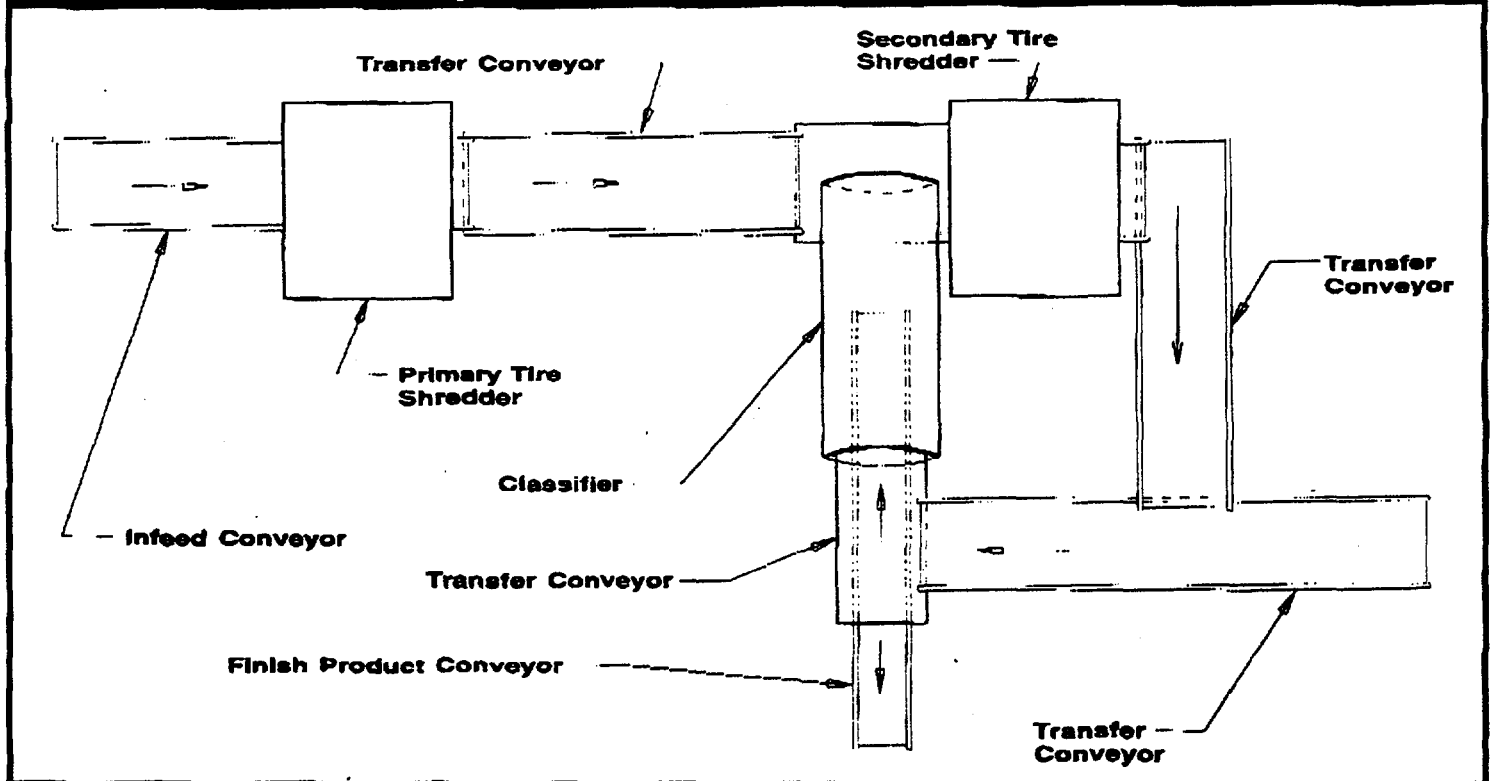 Transfer Conveyor
Secondary Tire
Shredder
Transfer
Conveyor
Primary Tire
Shredder
Classifier
Infeed Conveyor
Transfer Conveyor
Finish Product Conveyor
Transfer
Conveyor